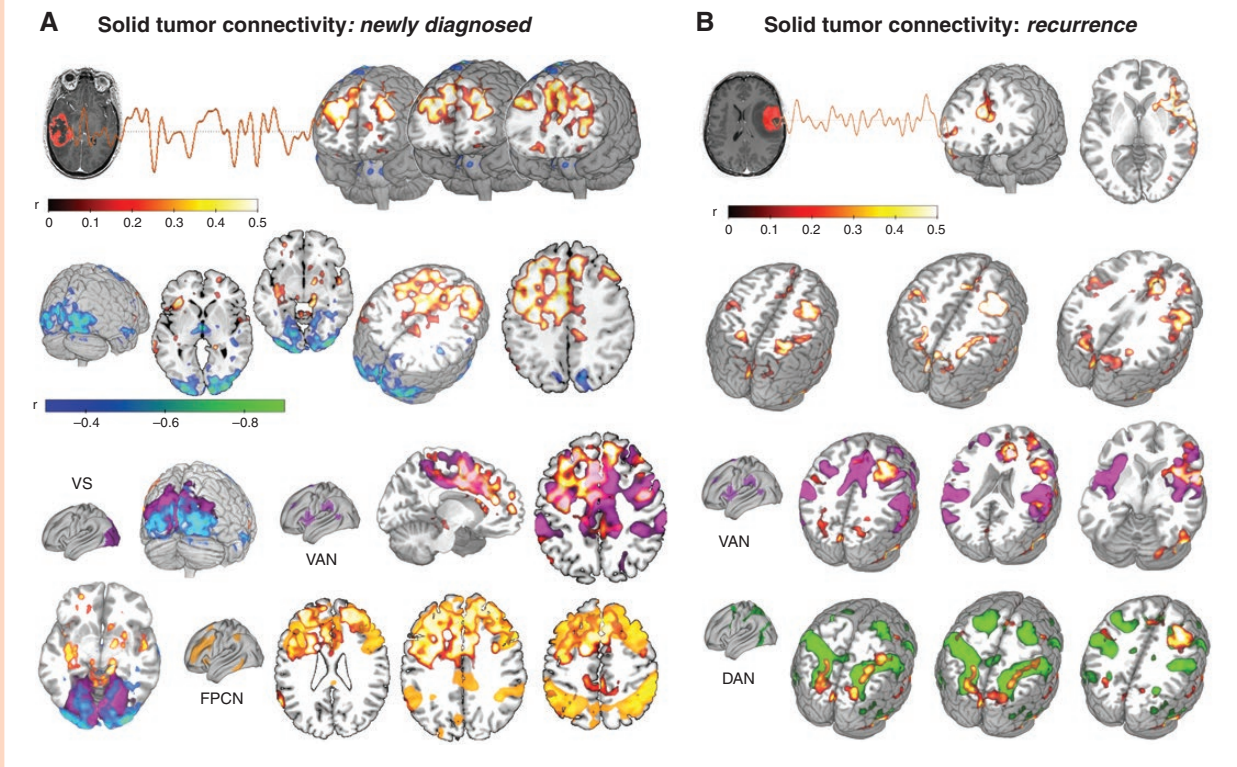 A Solid tumor connectivity: newly diagnosed
B Solid tumor connectivity: recurrence
r
0 0.1 0.2 0.3 0.4 0.5
r
0 0.1 0.2 0.3 0.4 0.5
r
–0.4 –0.6 –0.8
VS
VAN
VAN
FPCN
DAN